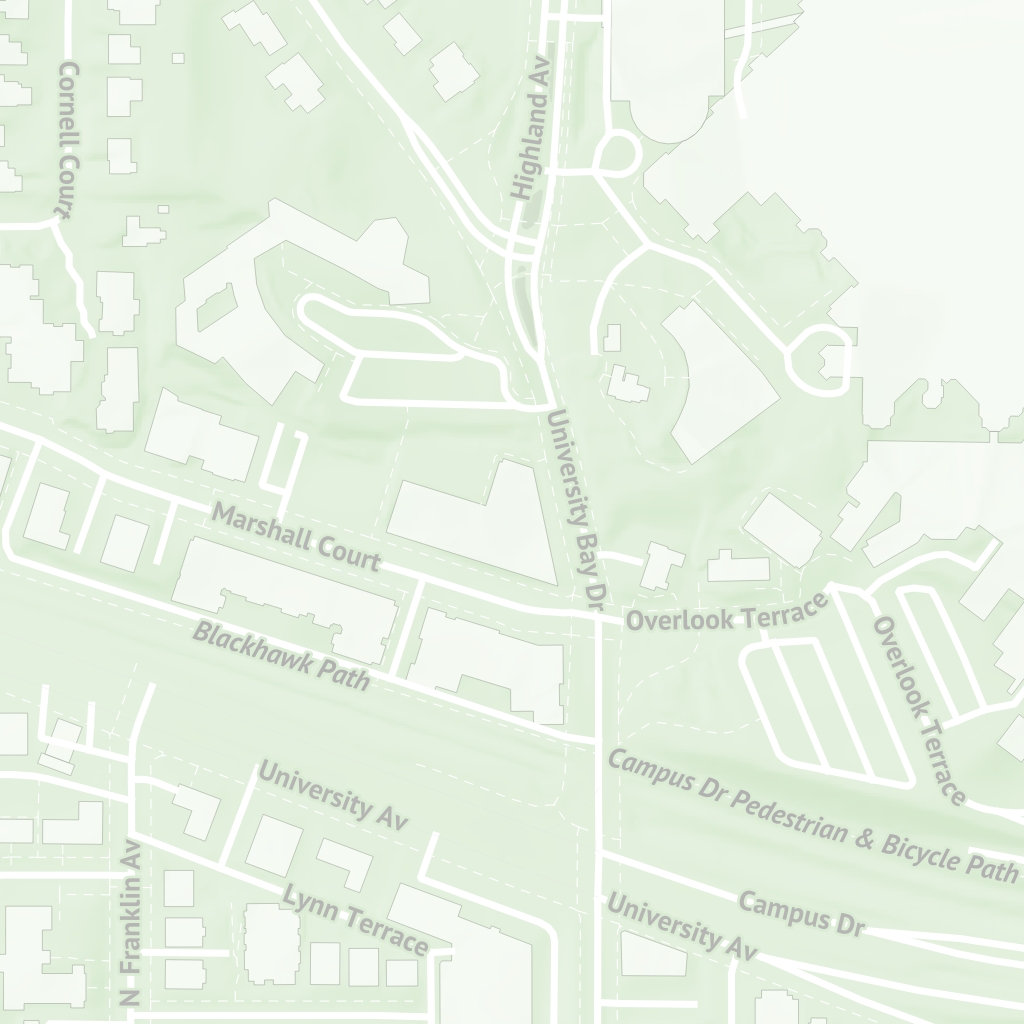 Cornell Court
Highland Av
University Bay Dr
Marshall Court
Overlook Terrace
Blackhawk Path
Overlook Terrace
University Av
Campus Dr Pedestrian & Bicycle Path
N Franklin Av
Lynn Terrace
University Av
Campus Dr